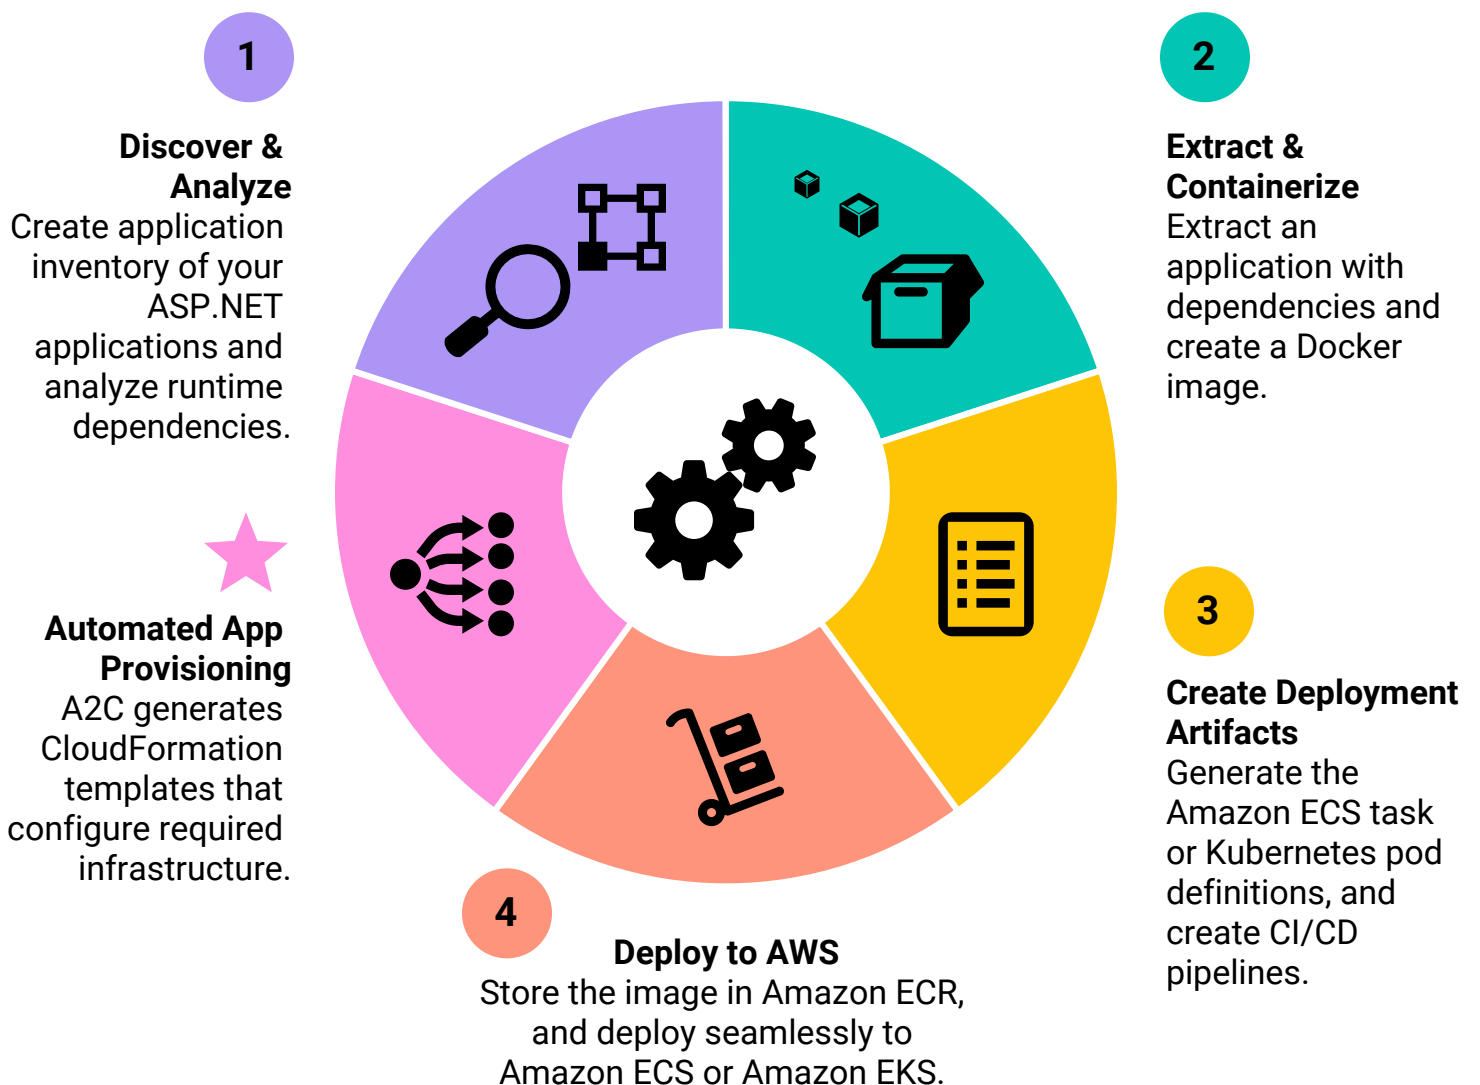 1
Discover &
Analyze
Create application
inventory of your
ASP.NET
applications and
analyze runtime
dependencies.
2
Extract &
Containerize
Extract an
application with
dependencies and
create a Docker
image.
3
Create Deployment
Artifacts
Generate the
Amazon ECS task
or Kubernetes pod
definitions, and
create CI/CD
pipelines.
4
Deploy to AWS
Store the image in Amazon ECR,
and deploy seamlessly to
Amazon ECS or Amazon EKS.
Automated App
Provisioning
A2C generates
CloudFormation
templates that
configure required
infrastructure.